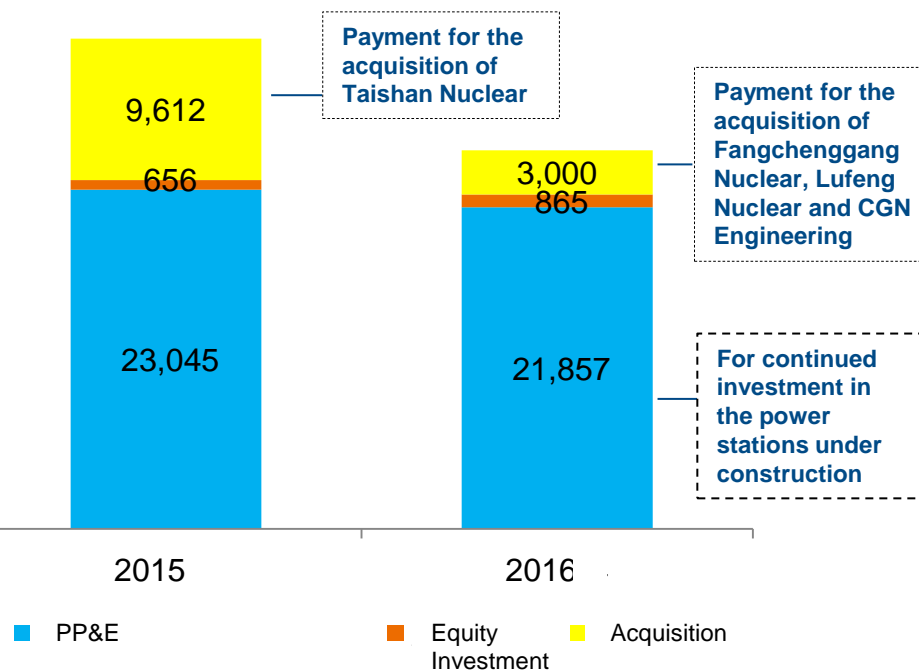 Payment for the
acquisition of
Taishan Nuclear
9,612
656
23,045
Payment for the
acquisition of
Fangchenggang
Nuclear, Lufeng
Nuclear and CGN
Engineering
3,000
865
21,857
For continued
investment in
the power
stations under
construction
2015
2016
PP&E
Equity
Investment
Acquisition